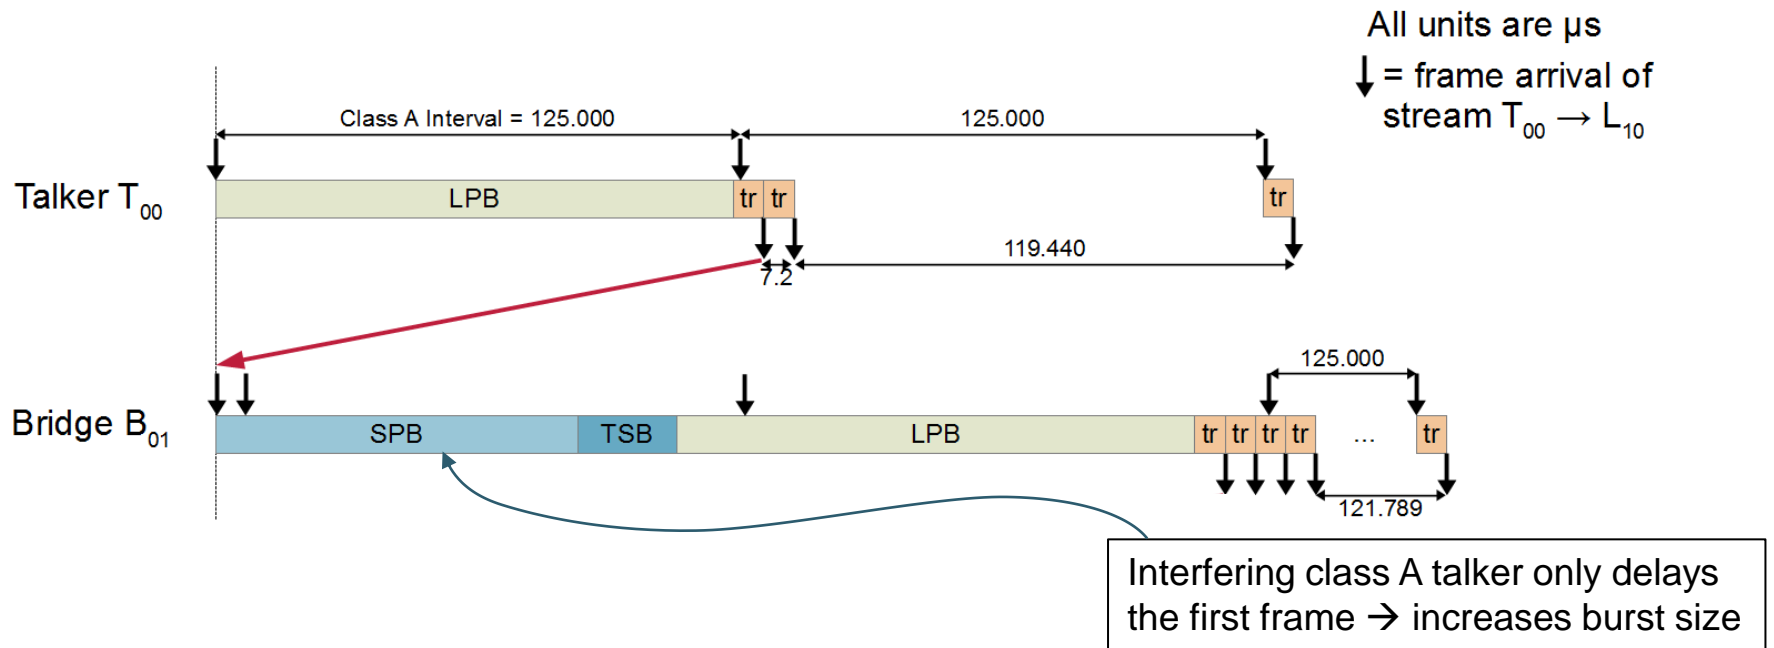 All units are µs
= frame arrival of
stream T00 → L10
Class A Interval = 125.000
125.000
Talker T00
LPB
tr
tr
tr
119.440
7.2
125.000
Bridge B01
SPB
TSB
LPB
tr
tr
tr
tr
...
tr
121.789
Interfering class A talker only delays
the first frame → increases burst size